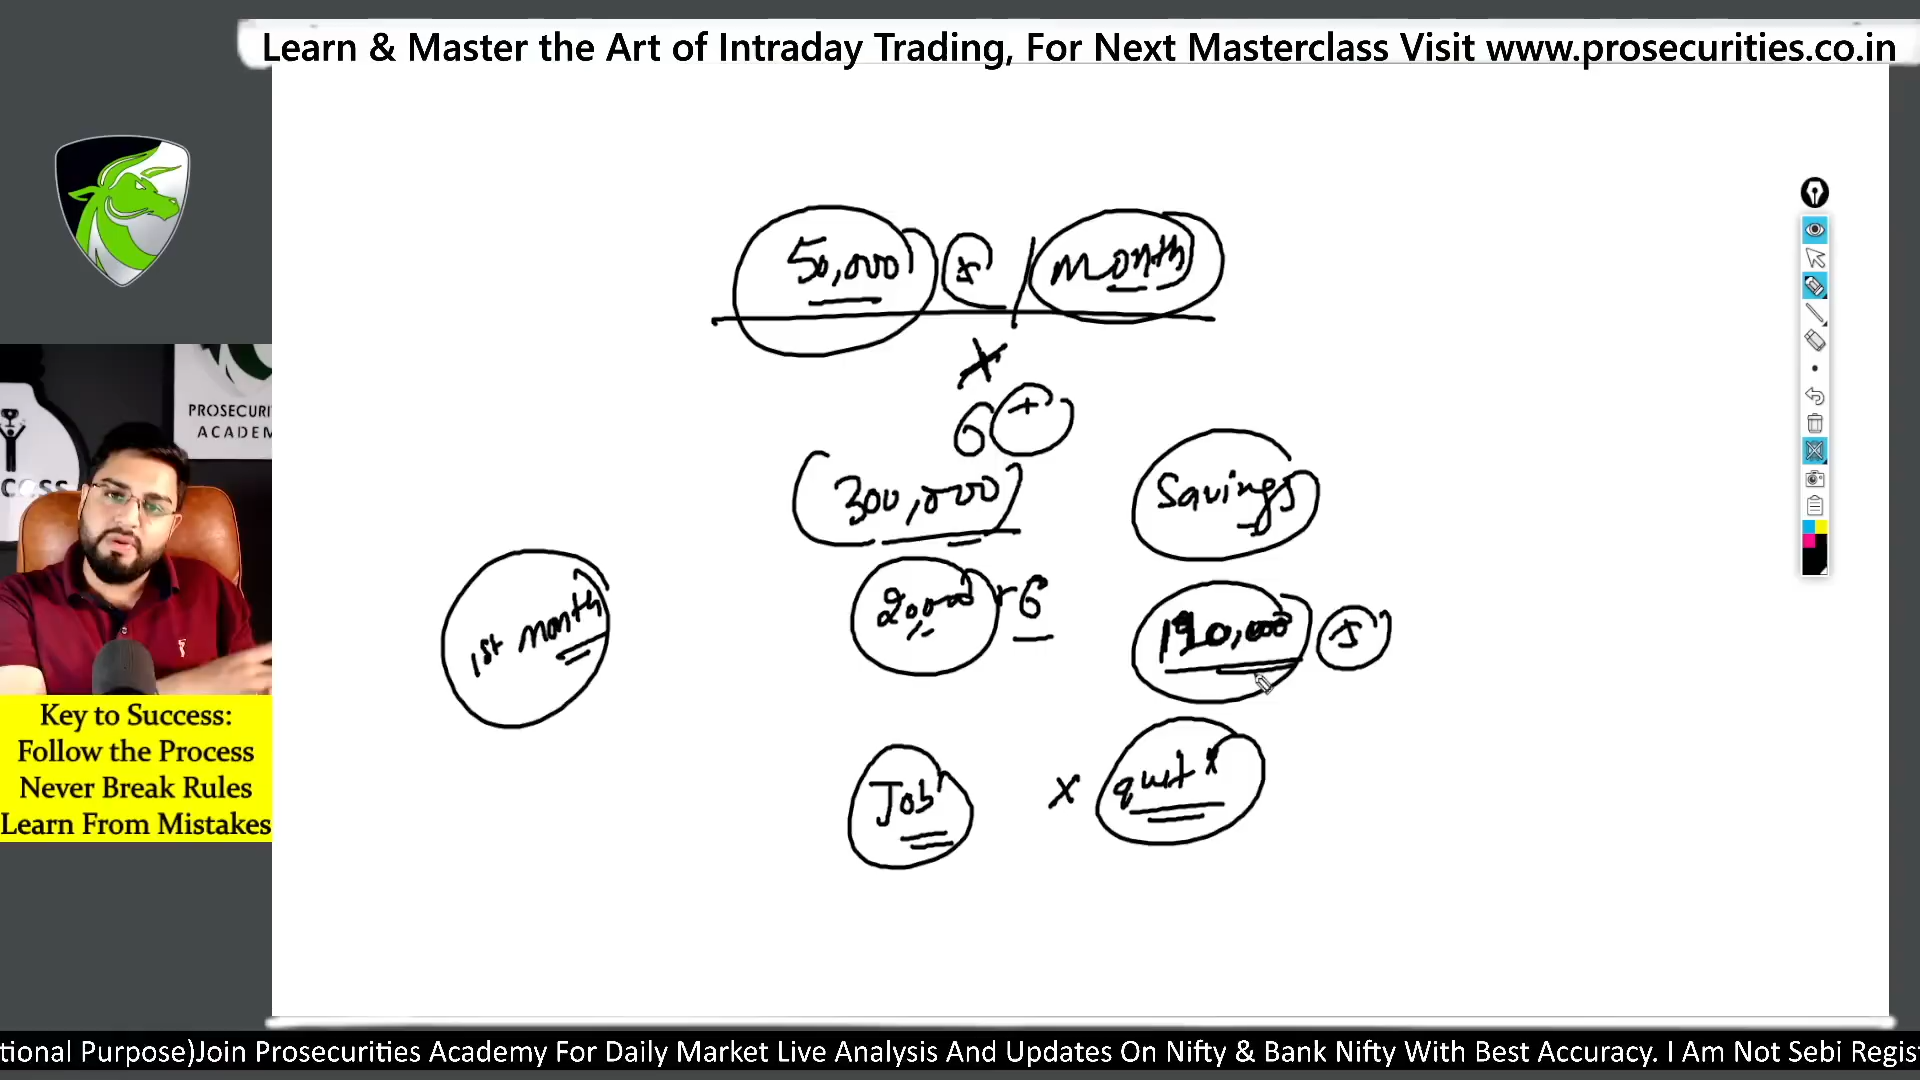 Learn & Master the Art of Intraday Trading, For Next Masterclass Visit www.prosecurities.co.in
50,000 / month
x
6 +
300,000 Savings
1st month
20,000 + 6
5
Job x quit x
PROSECURI
ACADEM
Key to Success:
Follow the Process
Never Break Rules
Learn From Mistakes
tional Purpose)Join Prosecurities Academy For Daily Market Live Analysis And Updates On Nifty & Bank Nifty With Best Accuracy. I Am Not Sebi Regis